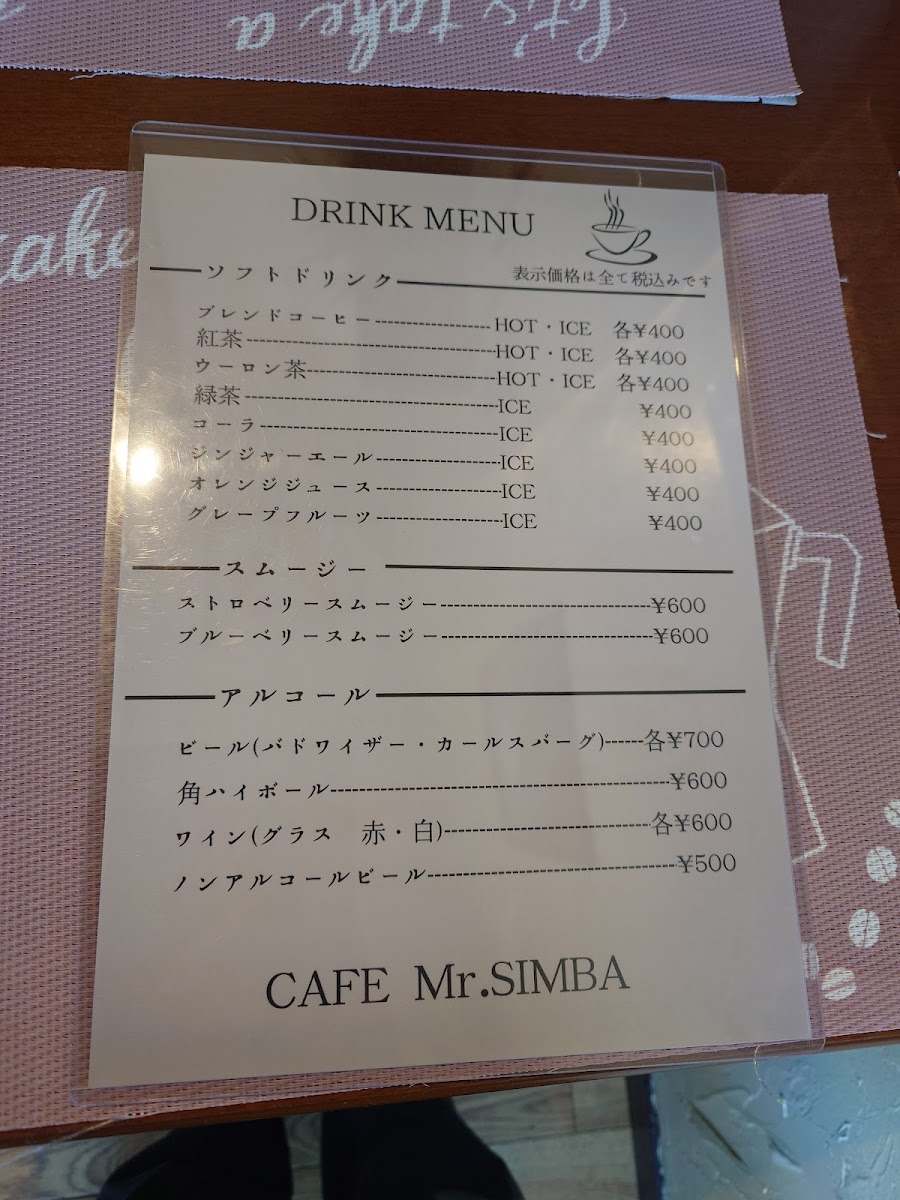 Let's take a
take
DRINK MENU
ソフトドリンク
表示価格は全て税込みです
ブレンドコーヒー HOT・ICE 各¥400
紅茶 HOT・ICE 各¥400
ウーロン茶 HOT・ICE 各¥400
緑茶 ICE ¥400
コーラ ICE ¥400
ジンジャーエール ICE ¥400
オレンジジュース ICE ¥400
グレープフルーツ ICE ¥400
スムージー
ストロベリースムージー ¥600
ブルーベリースムージー ¥600
アルコール
ビール(バドワイザー・カールスバーグ) 各¥700
角ハイボール ¥600
ワイン(グラス 赤・白) 各¥600
ノンアルコールビール ¥500
CAFE Mr.SIMBA